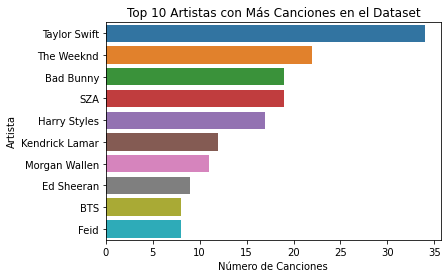 Top 10 Artistas con Más Canciones en el Dataset
Taylor Swift
The Weeknd
Bad Bunny
SZA
Harry Styles
Kendrick Lamar
Morgan Wallen
Ed Sheeran
BTS
Feid
Artista
0 5 10 15 20 25 30 35
Número de Canciones